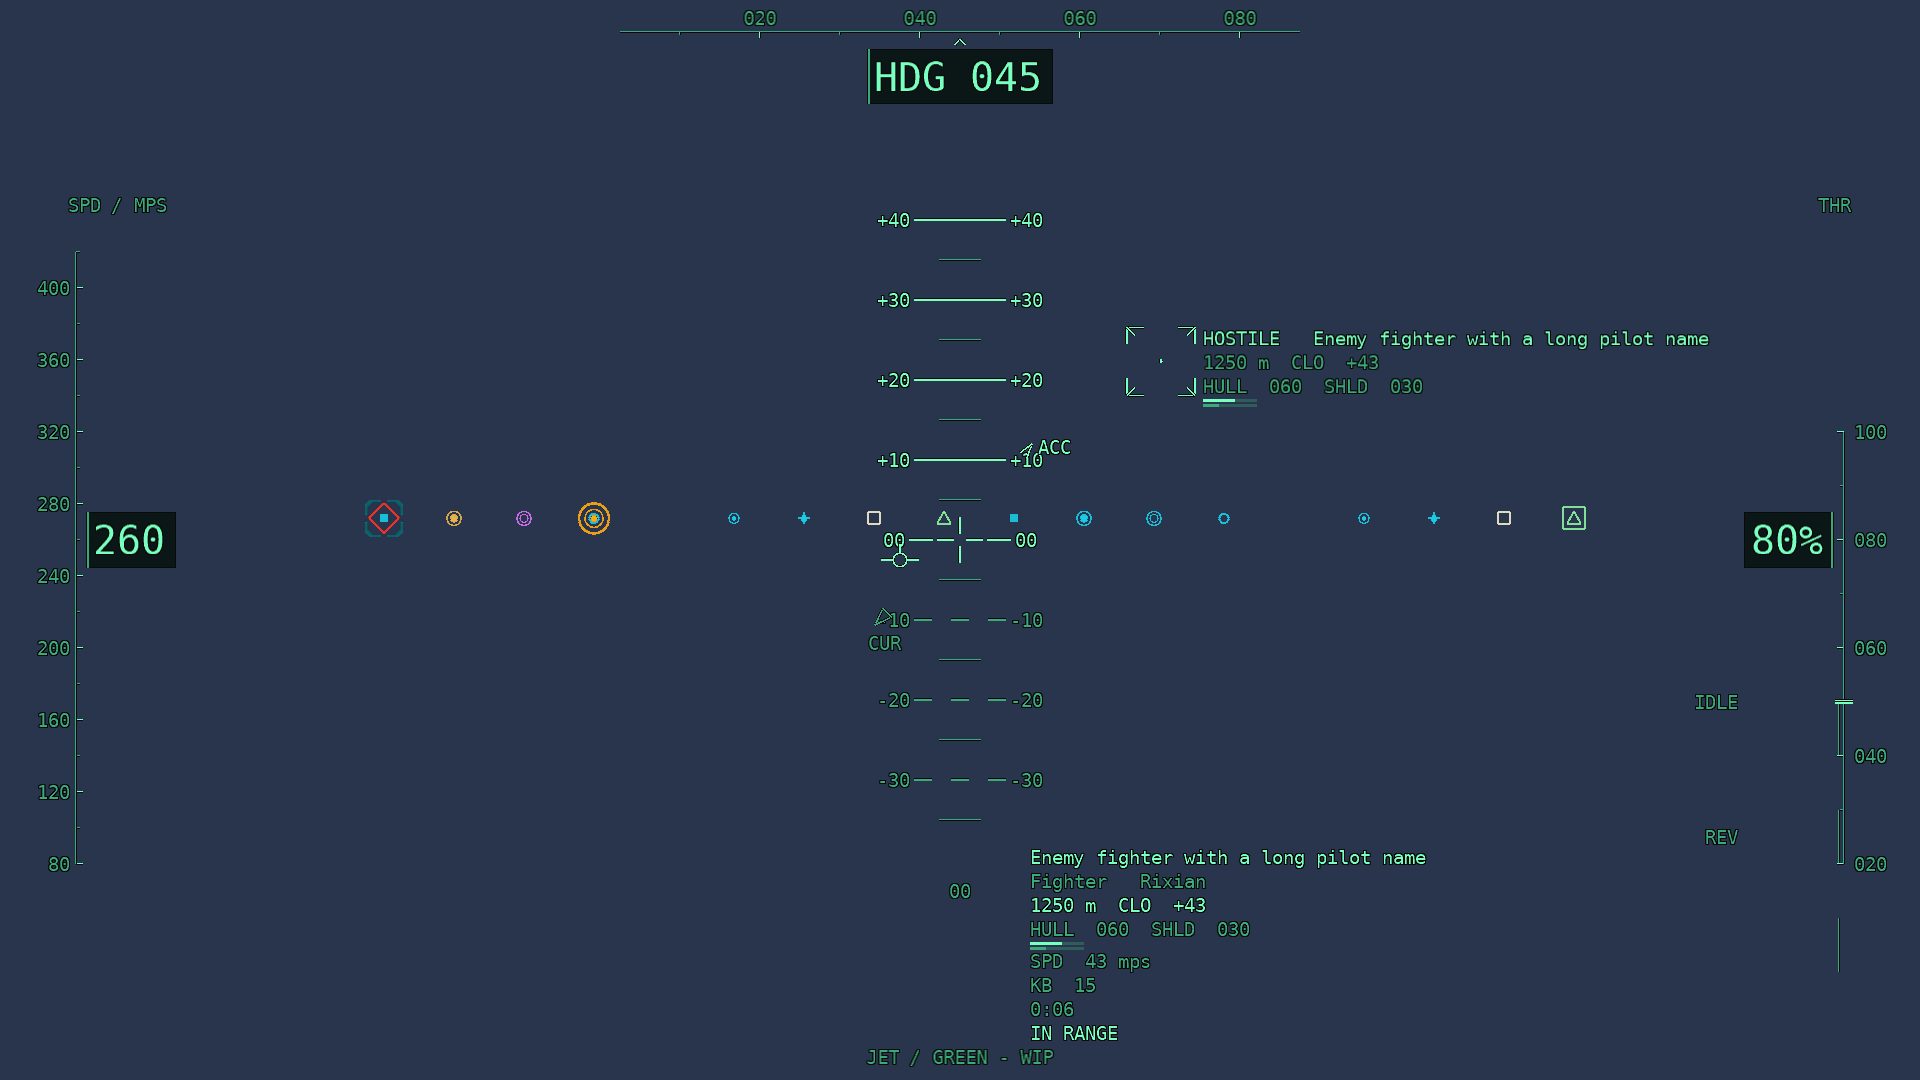 020 040 060 080
HDG 045
SPD / MPS
THR
+40 +40
400
+30 +30
HOSTILE Enemy fighter with a long pilot name
360
1250 m CLO +43
+20 +20
HULL 060 SHLD 030
320
100
ACC
+10 +10
280
260
00 00
80%
080
240
-10 -10
CUR
200
060
-20 -20
IDLE
160
040
-30 -30
120
REV
80
020
Enemy fighter with a long pilot name
Fighter Rixian
00
1250 m CLO +43
HULL 060 SHLD 030
SPD 43 mps
KB 15
0:06
IN RANGE
JET / GREEN - WIP